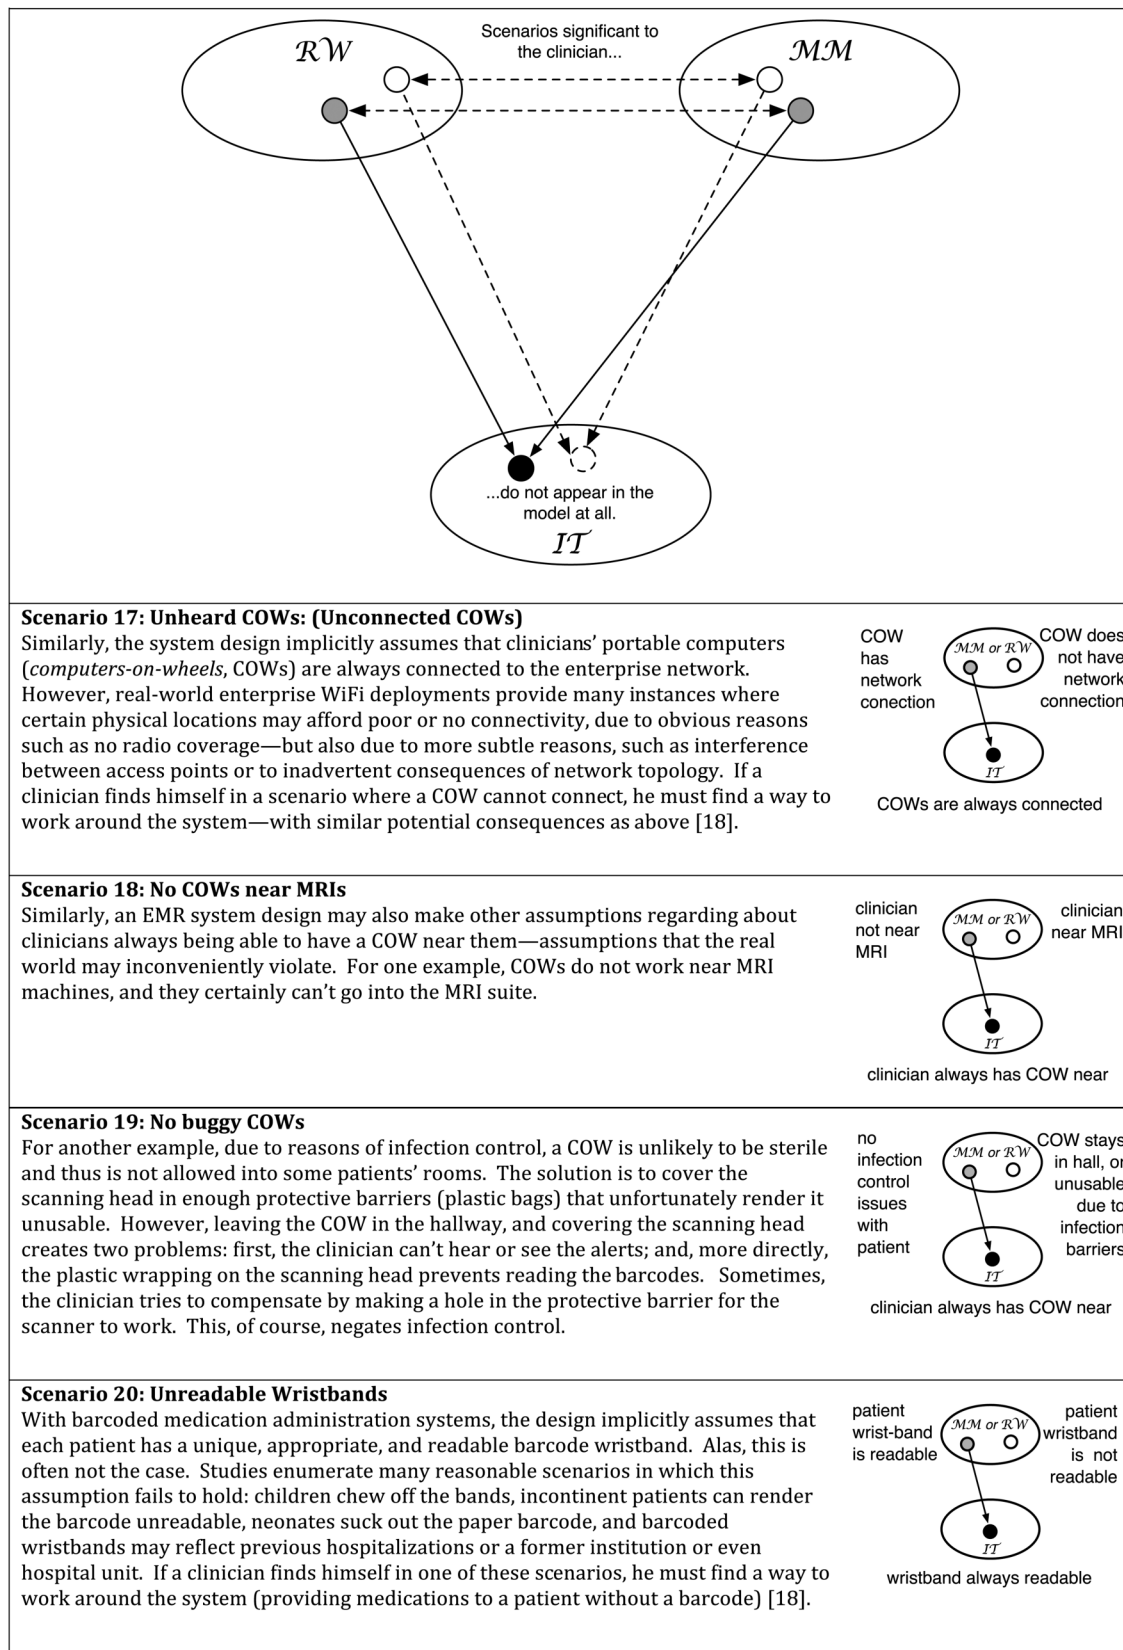 Scenarios significant to
the clinician...
RW
MM
...do not appear in the
model at all.
IT
Scenario 17: Unheard COWs: (Unconnected COWs)
Similarly, the system design implicitly assumes that clinicians’ portable computers
(computers-on-wheels, COWs) are always connected to the enterprise network.
However, real-world enterprise WiFi deployments provide many instances where
certain physical locations may afford poor or no connectivity, due to obvious reasons
such as no radio coverage—but also due to more subtle reasons, such as interference
between access points or to inadvertent consequences of network topology.  If a
clinician finds himself in a scenario where a COW cannot connect, he must find a way to
work around the system—with similar potential consequences as above [18].
COW
has
network
conection
MM or RW
COW does
not have
network
connection
IT
COWs are always connected
Scenario 18: No COWs near MRIs
Similarly, an EMR system design may also make other assumptions regarding about
clinicians always being able to have a COW near them—assumptions that the real
world may inconveniently violate.  For one example, COWs do not work near MRI
machines, and they certainly can’t go into the MRI suite.
clinician
not near
MRI
MM or RW
clinician
near MRI
IT
clinician always has COW near
Scenario 19: No buggy COWs
For another example, due to reasons of infection control, a COW is unlikely to be sterile
and thus is not allowed into some patients’ rooms.  The solution is to cover the
scanning head in enough protective barriers (plastic bags) that unfortunately render it
unusable.  However, leaving the COW in the hallway, and covering the scanning head
creates two problems: first, the clinician can’t hear or see the alerts; and, more directly,
the plastic wrapping on the scanning head prevents reading the barcodes.   Sometimes,
the clinician tries to compensate by making a hole in the protective barrier for the
scanner to work.  This, of course, negates infection control.
no
infection
control
issues
with
patient
MM or RW
COW stays
in hall, or
unusable
due to
infection
barriers
IT
clinician always has COW near
Scenario 20: Unreadable Wristbands
With barcoded medication administration systems, the design implicitly assumes that
each patient has a unique, appropriate, and readable barcode wristband.  Alas, this is
often not the case.  Studies enumerate many reasonable scenarios in which this
assumption fails to hold: children chew off the bands, incontinent patients can render
the barcode unreadable, neonates suck out the paper barcode, and barcoded
wristbands may reflect previous hospitalizations or a former institution or even
hospital unit.  If a clinician finds himself in one of these scenarios, he must find a way to
work around the system (providing medications to a patient without a barcode) [18].
patient
wrist-band
is readable
MM or RW
patient
wristband
is not
readable
IT
wristband always readable